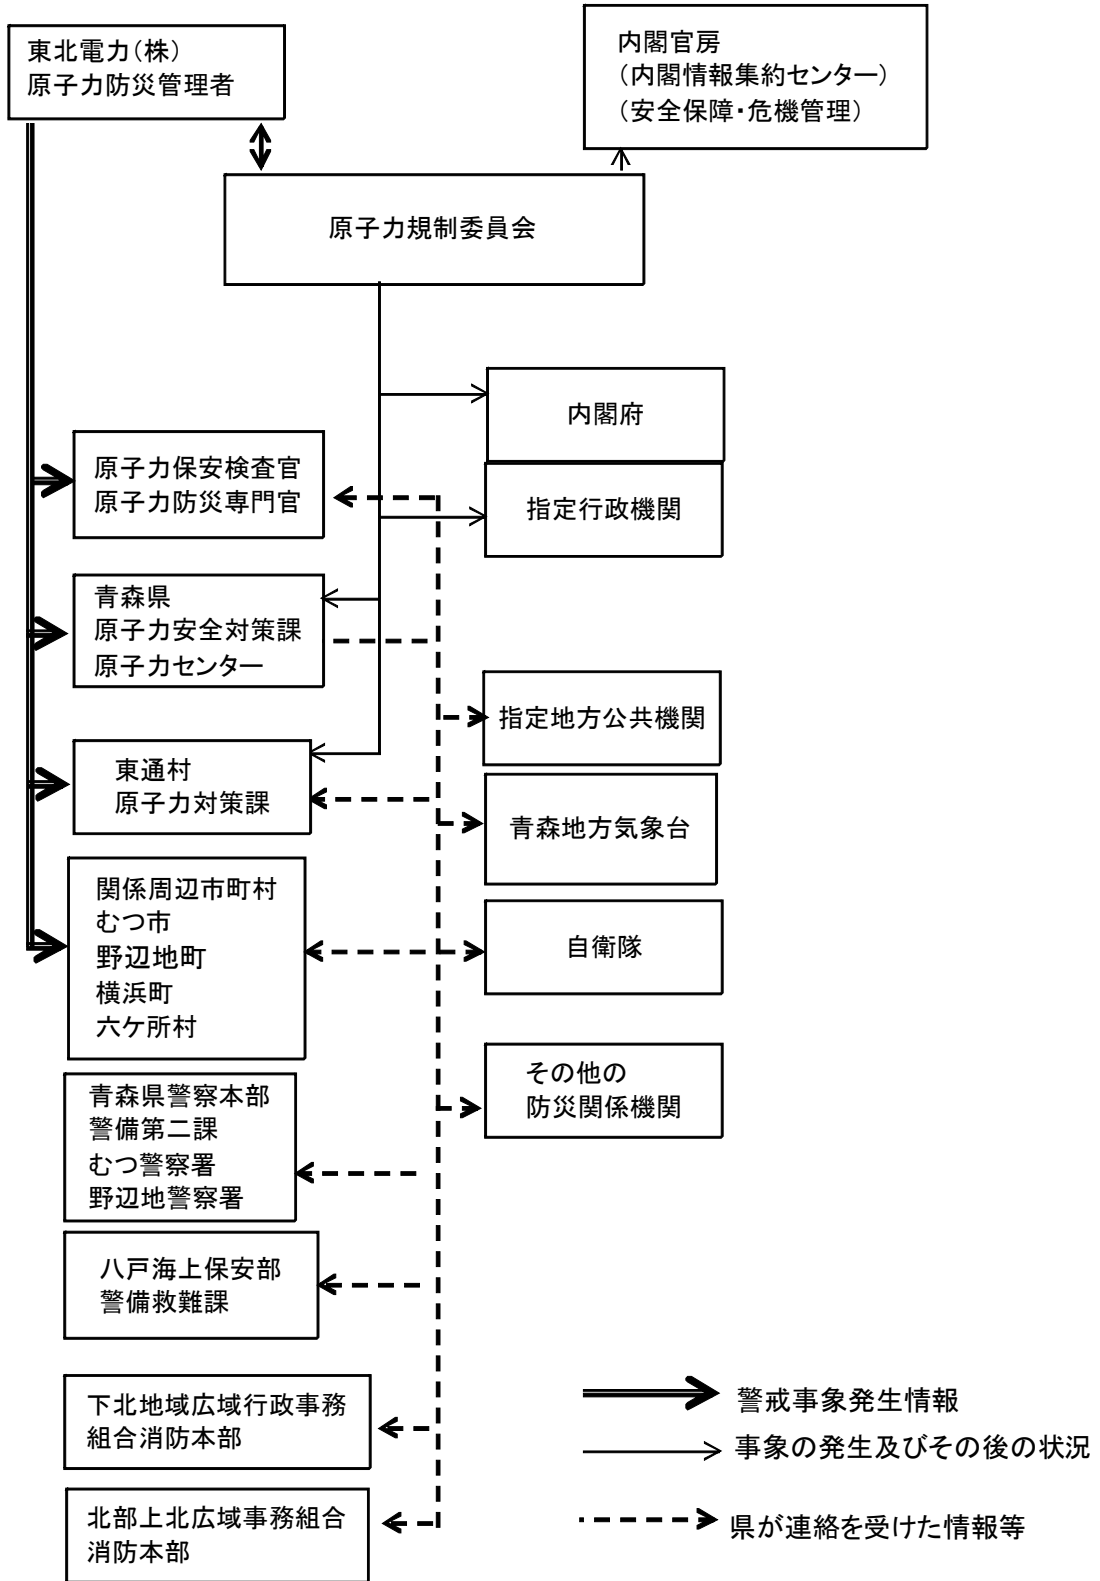 東北電力(株)
原子力防災管理者
内閣官房
(内閣情報集約センター)
(安全保障・危機管理)
原子力規制委員会
内閣府
原子力保安検査官
原子力防災専門官
指定行政機関
青森県
原子力安全対策課
原子力センター
指定地方公共機関
東通村
原子力対策課
青森地方気象台
関係周辺市町村
むつ市
野辺地町
横浜町
六ケ所村
自衛隊
その他の
防災関係機関
青森県警察本部
警備第二課
むつ警察署
野辺地警察署
八戸海上保安部
警備救難課
下北地域広域行政事務
組合消防本部
北部上北広域事務組合
消防本部
警戒事象発生情報
事象の発生及びその後の状況
県が連絡を受けた情報等